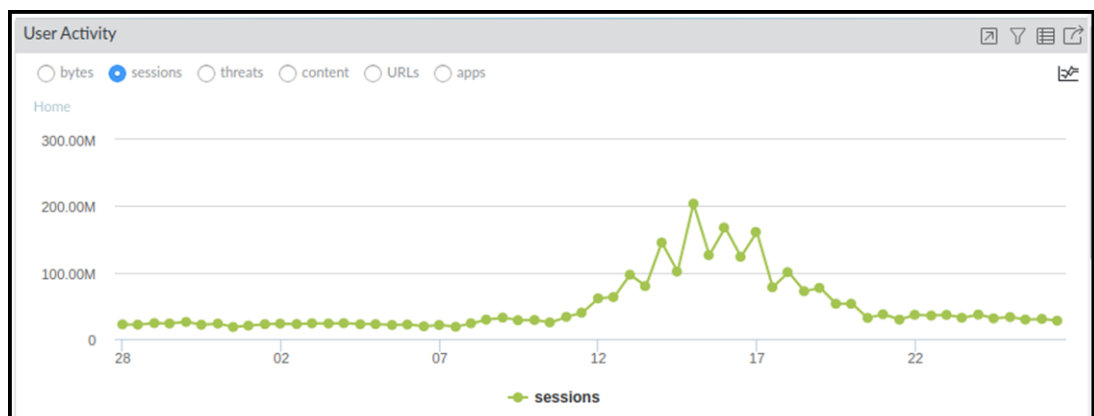 User Activity
bytes sessions threats content URLs apps
Home
300.00M
200.00M
100.00M
0
28 02 07 12 17 22
sessions